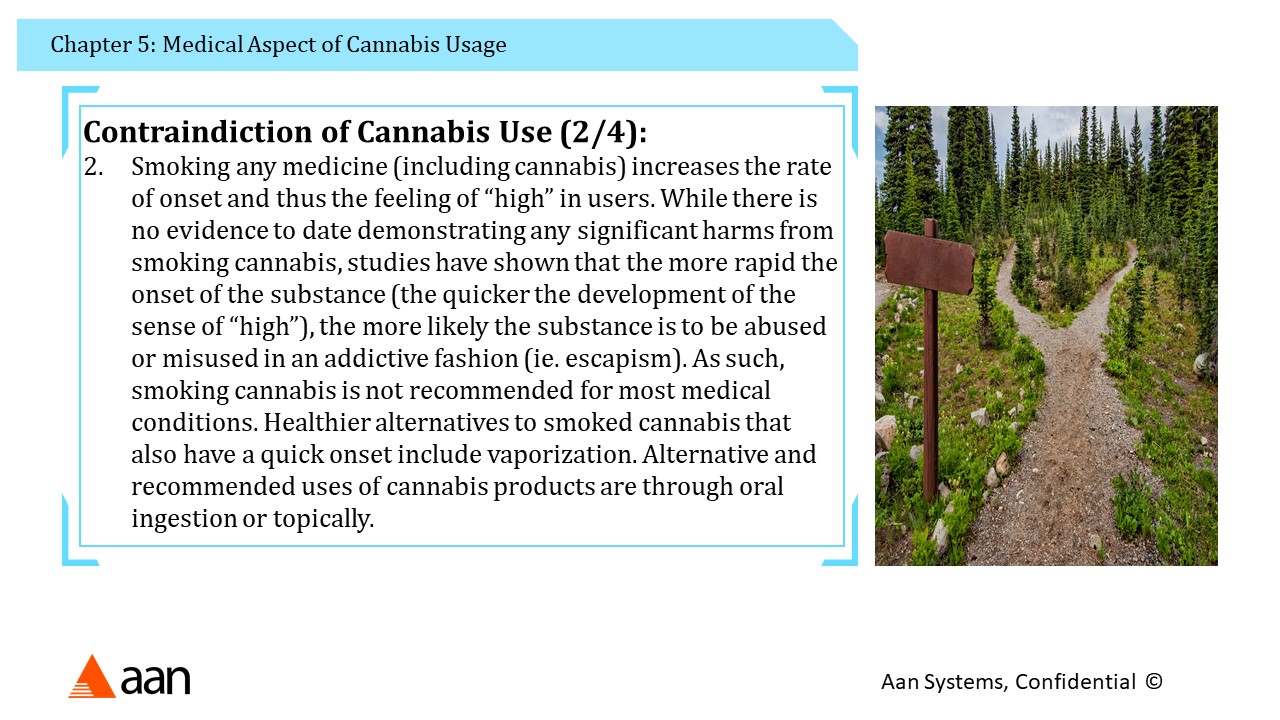 Chapter 5: Medical Aspect of Cannabis Usage
Contraindiction of Cannabis Use (2/4):
2. Smoking any medicine (including cannabis) increases the rate
of onset and thus the feeling of “high” in users. While there is
no evidence to date demonstrating any significant harms from
smoking cannabis, studies have shown that the more rapid the
onset of the substance (the quicker the development of the
sense of “high”), the more likely the substance is to be abused
or misused in an addictive fashion (ie. escapism). As such,
smoking cannabis is not recommended for most medical
conditions. Healthier alternatives to smoked cannabis that
also have a quick onset include vaporization. Alternative and
recommended uses of cannabis products are through oral
ingestion or topically.
aan
Aan Systems, Confidential ©